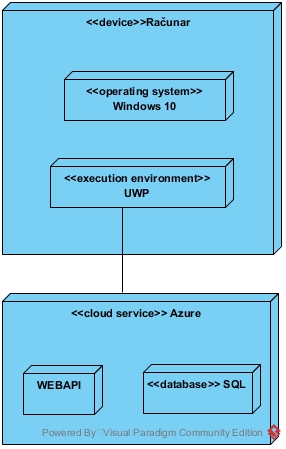 <<device>>Računar
<<operating system>>
Windows 10
<<execution environment>>
UWP
<<cloud service>> Azure
WEBAPI
<<database>> SQL
Powered By Visual Paradigm Community Edition